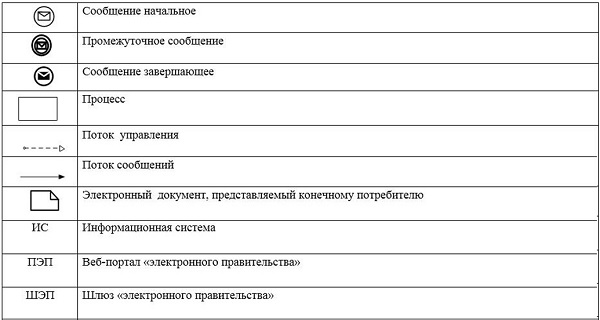 Сообщение начальное
Промежуточное сообщение
Сообщение завершающее
Процесс
Поток управления
Поток сообщений
Электронный документ, представляемый конечному потребителю
ИС Информационная система
ПЭП Веб-портал «электронного правительства»
ШЭП Шлюз «электронного правительства»